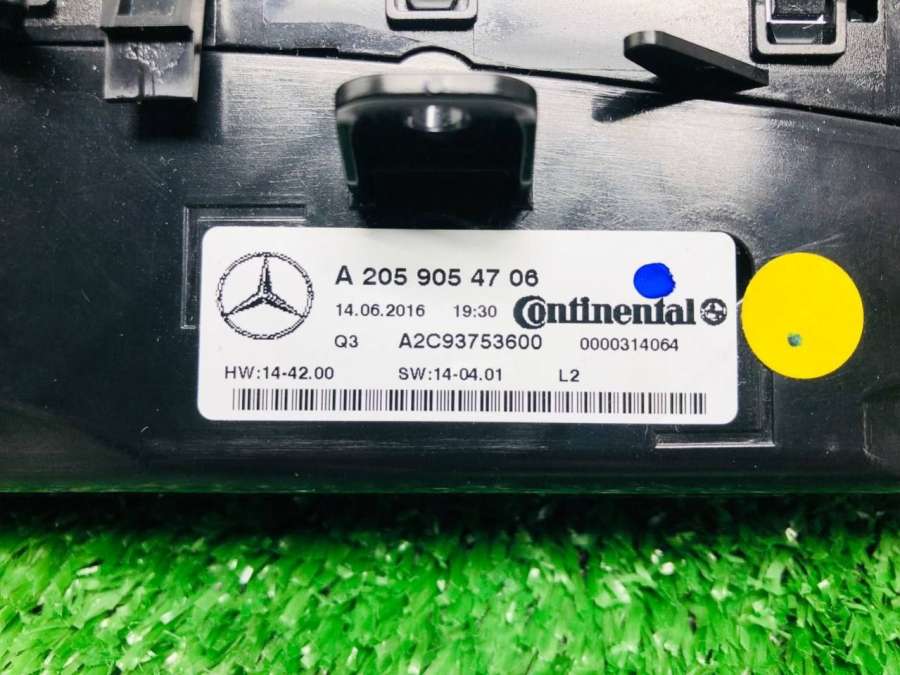 A 205 905 47 06
14.06.2016 19:30 Continental
Q3 A2C93753600 0000314064
HW:14-42.00 SW:14-04.01 L2